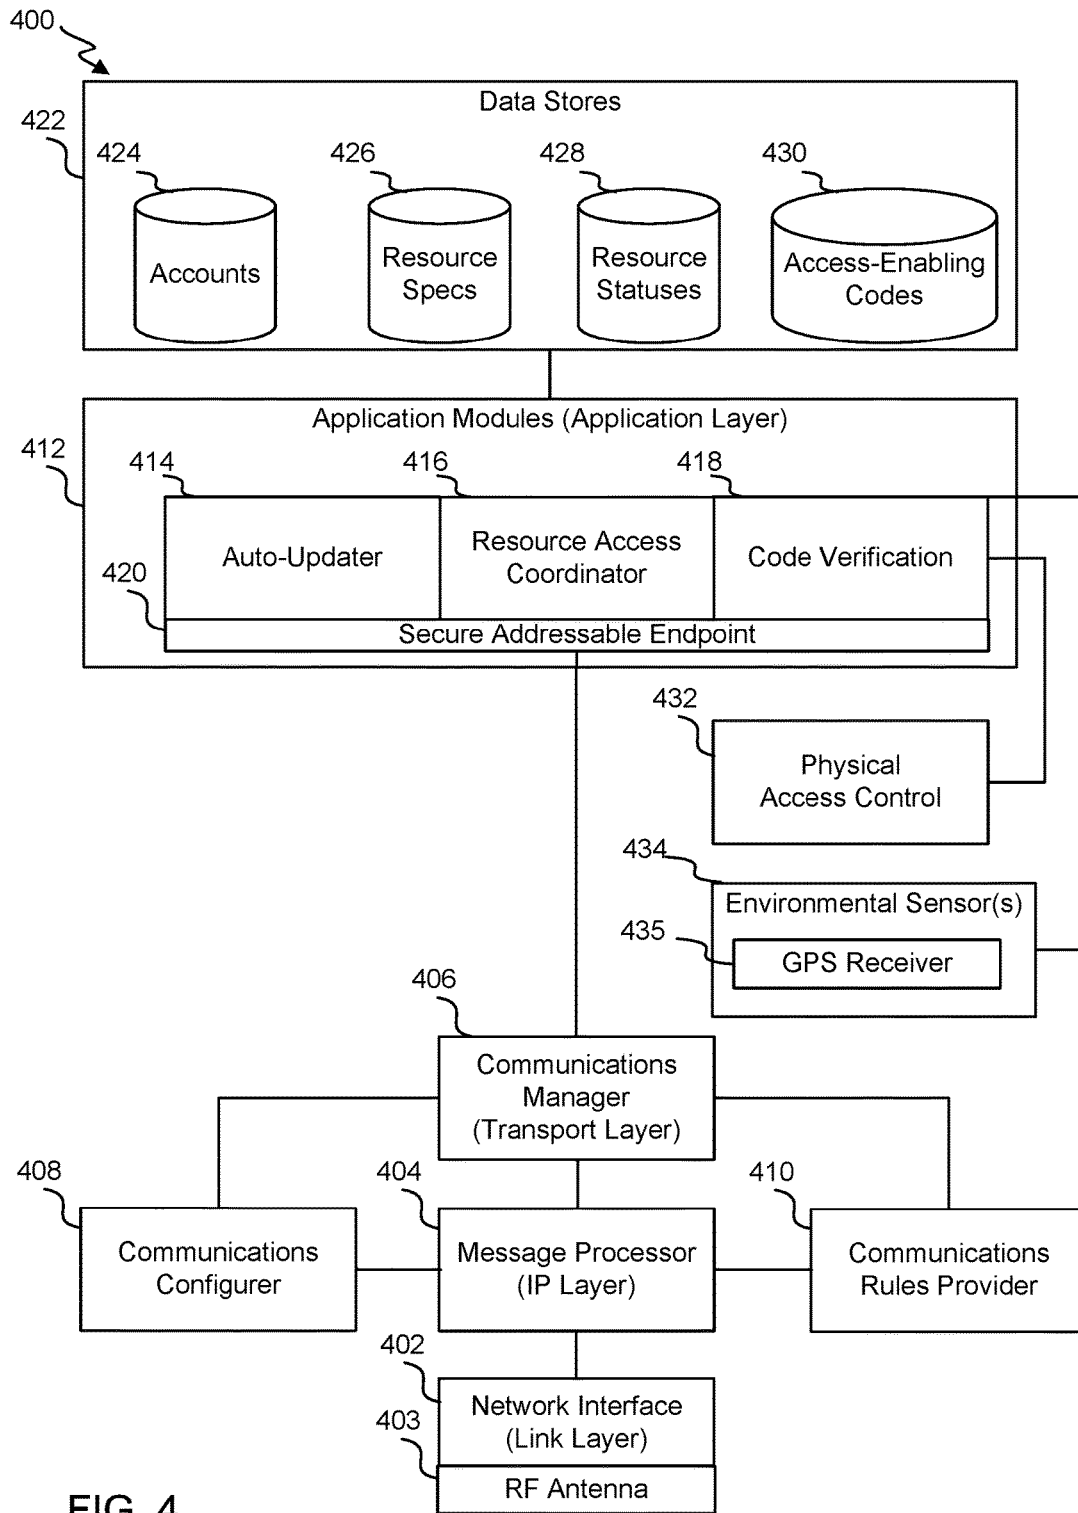 400
Data Stores
422
424
426
428
430
Accounts
Resource
Specs
Resource
Statuses
Access-Enabling
Codes
Application Modules (Application Layer)
412
414
416
418
Auto-Updater
Resource Access
Coordinator
Code Verification
420
Secure Addressable Endpoint
432
Physical
Access Control
434
Environmental Sensor(s)
435
GPS Receiver
406
Communications
Manager
(Transport Layer)
408
404
410
Communications
Configurer
Message Processor
(IP Layer)
Communications
Rules Provider
402
Network Interface
(Link Layer)
403
RF Antenna
FIG. 4